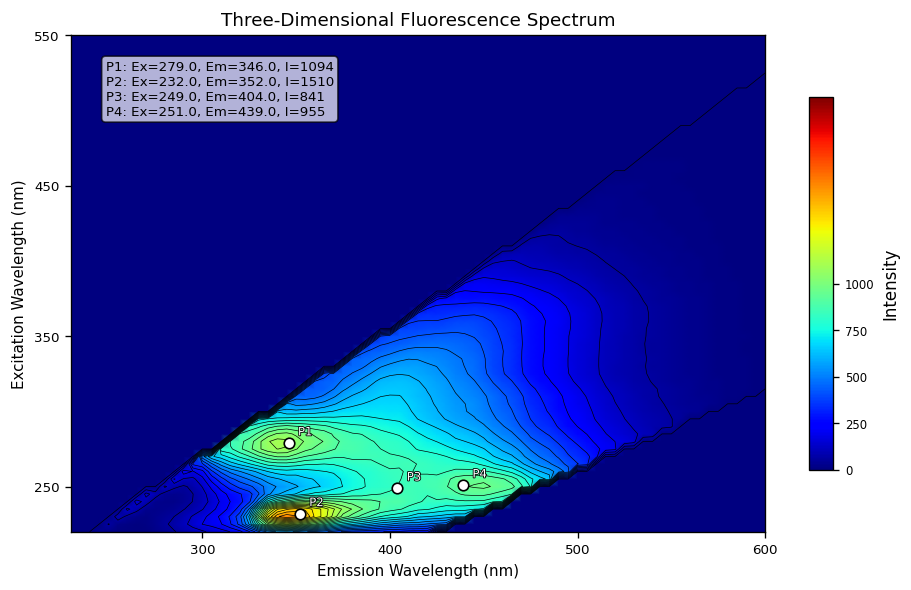 Three-Dimensional Fluorescence Spectrum
550
P1: Ex=279.0, Em=346.0, I=1094
P2: Ex=232.0, Em=352.0, I=1510
P3: Ex=249.0, Em=404.0, I=841
P4: Ex=251.0, Em=439.0, I=955
450
350
250
Excitation Wavelength (nm)
P1
P3
P4
P2
300
400
500
600
Emission Wavelength (nm)
1000
750
500
250
0
Intensity